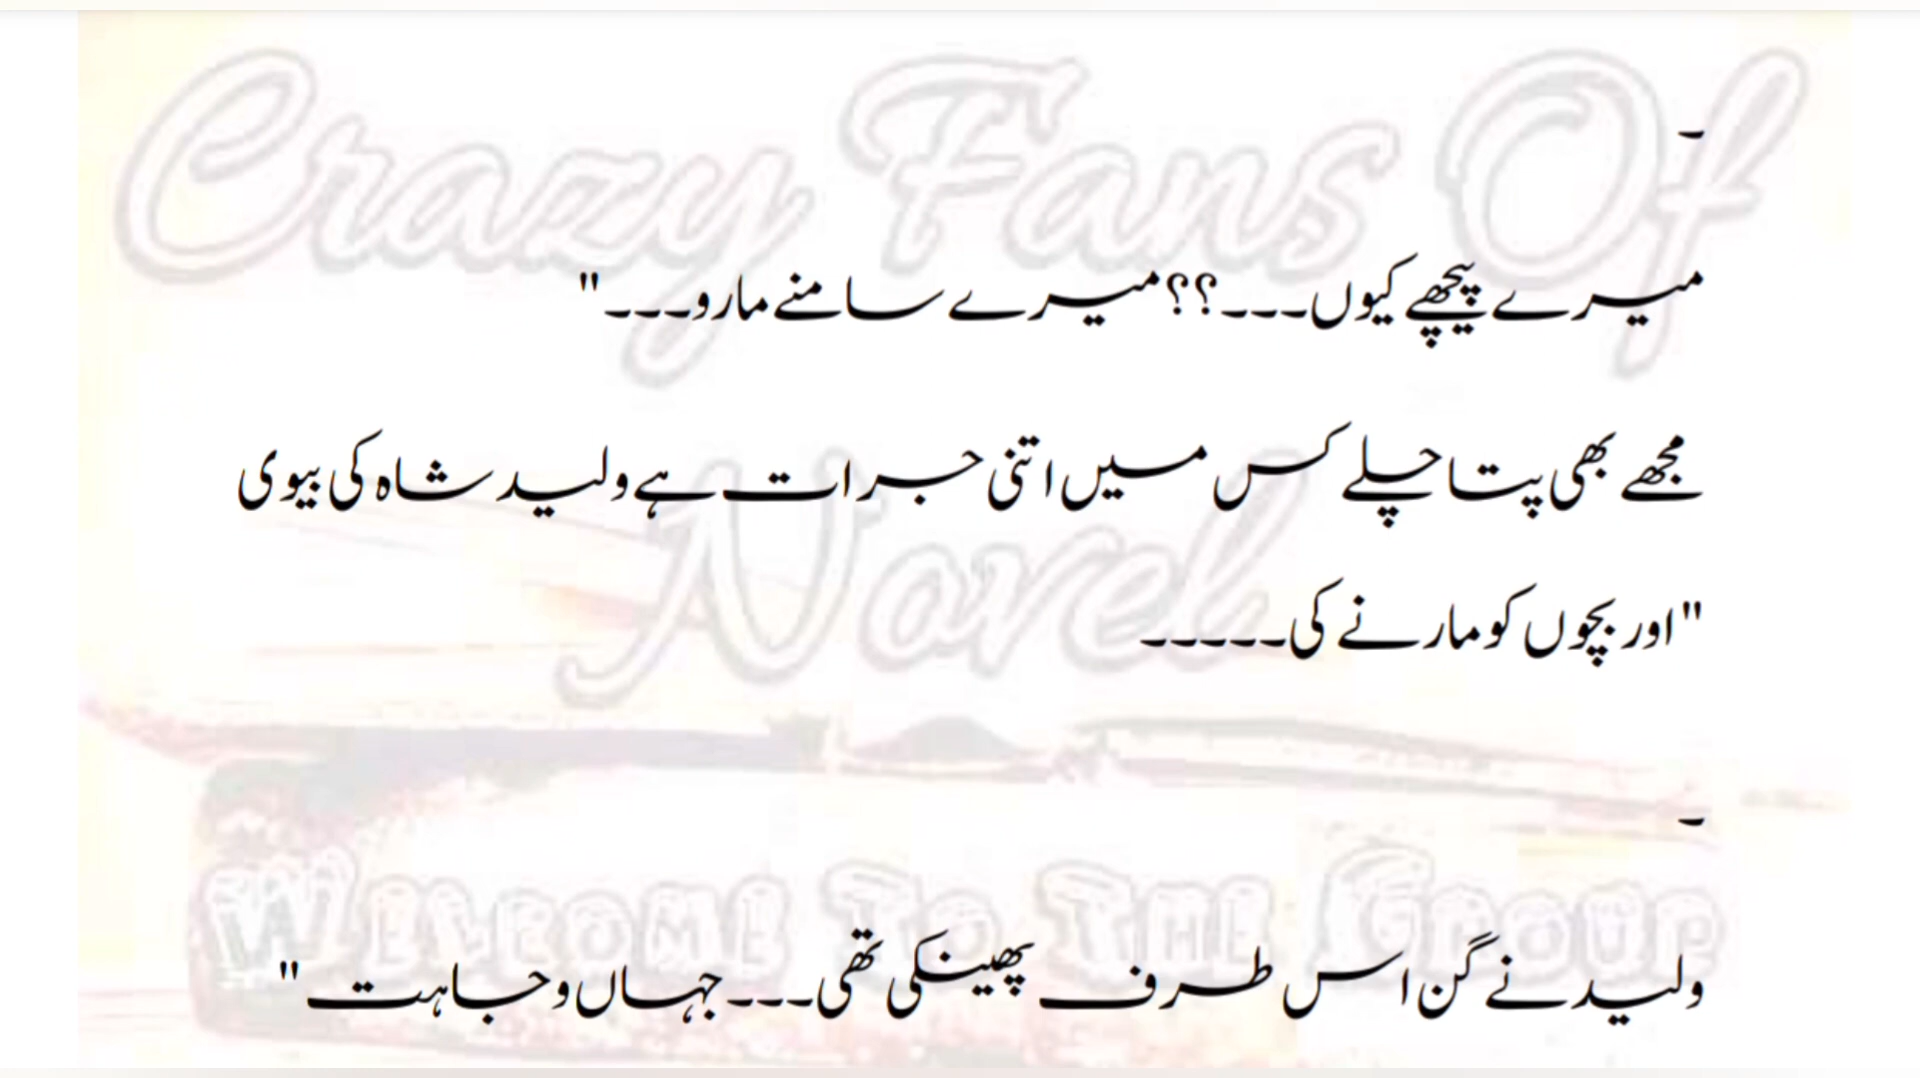 Crazy Fans Of
۔
میرے پیچھے کیوں۔۔۔؟؟ میرے سامنے مارو۔۔۔"
مجھے بھی پتا چلے کس میں اتنی جرات ہے ولید شاہ کی بیوی
Novel
"اور بچوں کو مارنے کی۔۔۔۔۔
۔
Welcome To The Group
ولید نے گن اس طرف پھینکی تھی۔۔۔ جہاں وجاہت "